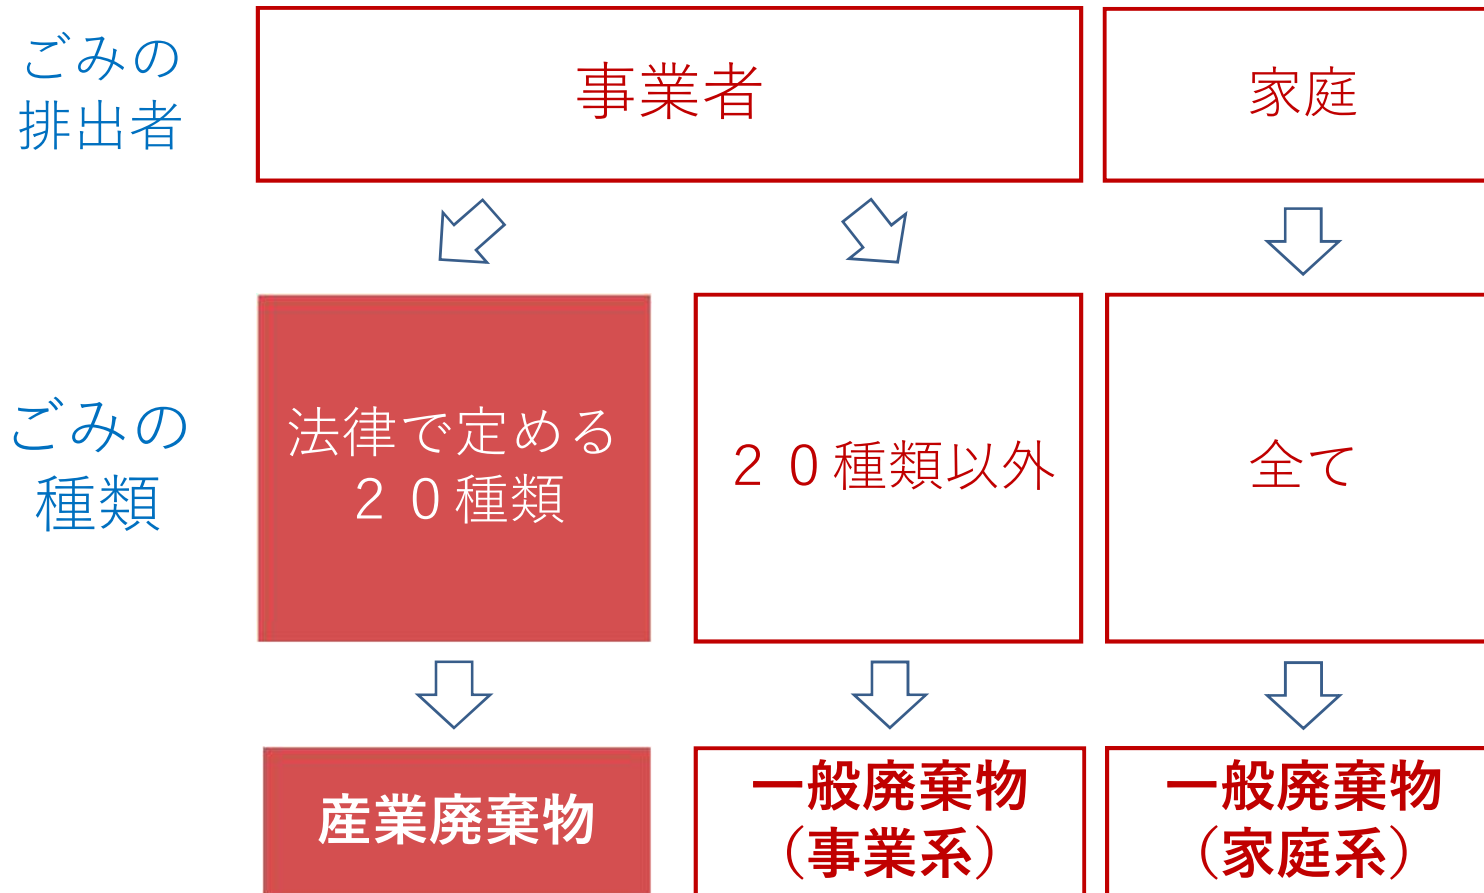 ごみの
排出者
事業者
家庭
ごみの
種類
法律で定める
２０種類
２０種類以外
全て
産業廃棄物
一般廃棄物
（事業系）
一般廃棄物
（家庭系）